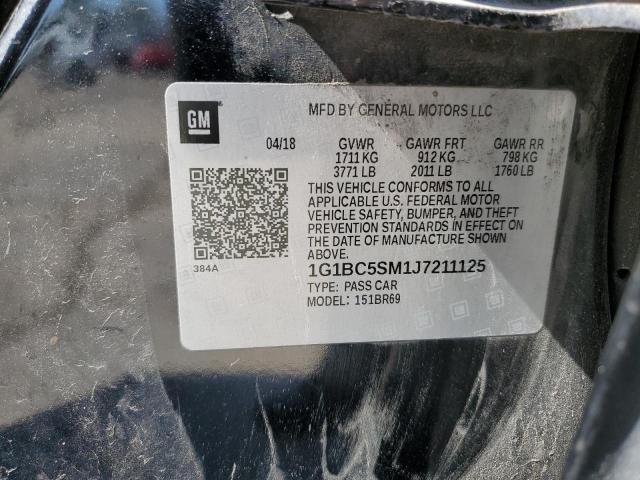 GM
MFD BY GENERAL MOTORS LLC
04/18 GVWR GAWR FRT GAWR RR
1711 KG 912 KG 798 KG
3771 LB 2011 LB 1760 LB
THIS VEHICLE CONFORMS TO ALL
APPLICABLE U.S. FEDERAL MOTOR
VEHICLE SAFETY, BUMPER, AND THEFT
PREVENTION STANDARDS IN EFFECT ON
THE DATE OF MANUFACTURE SHOWN
ABOVE.
384A
1G1BC5SM1J7211125
TYPE: PASS CAR
MODEL: 151BR69